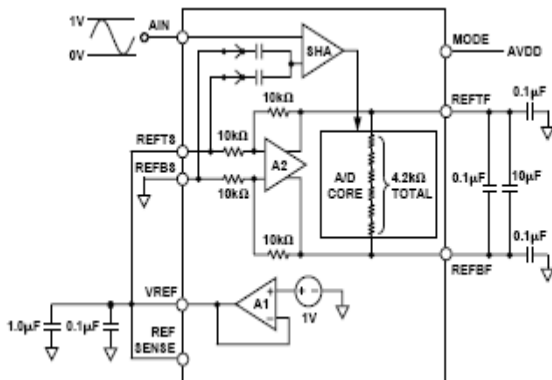 1V
0V
AIN
SHA
MODE
AVDD
10kΩ
REFTF
0.1µF
REFTS
10kΩ
REFBS
A2
10kΩ
A/D
CORE
4.2kΩ
TOTAL
0.1µF
10µF
10kΩ
0.1µF
REFBF
VREF
A1
+
−
+ −
1V
1.0µF
0.1µF
REF
SENSE